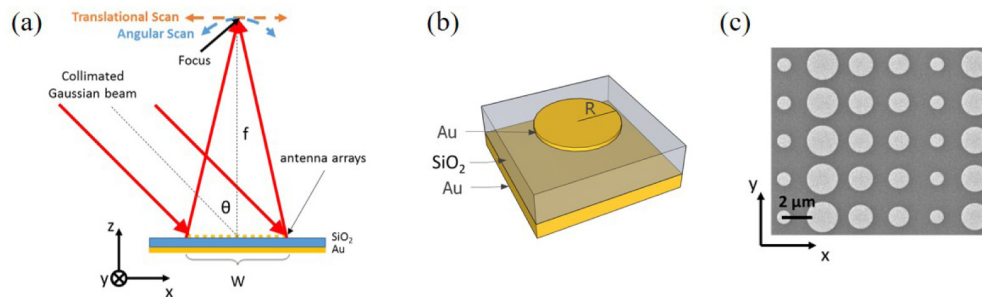 (a)
Translational Scan
Angular Scan
Focus
Collimated
Gaussian beam
f
antenna arrays
θ
z
SiO₂
Au
y
x
W
(b)
R
Au
SiO₂
Au
(c)
y
2 μm
x